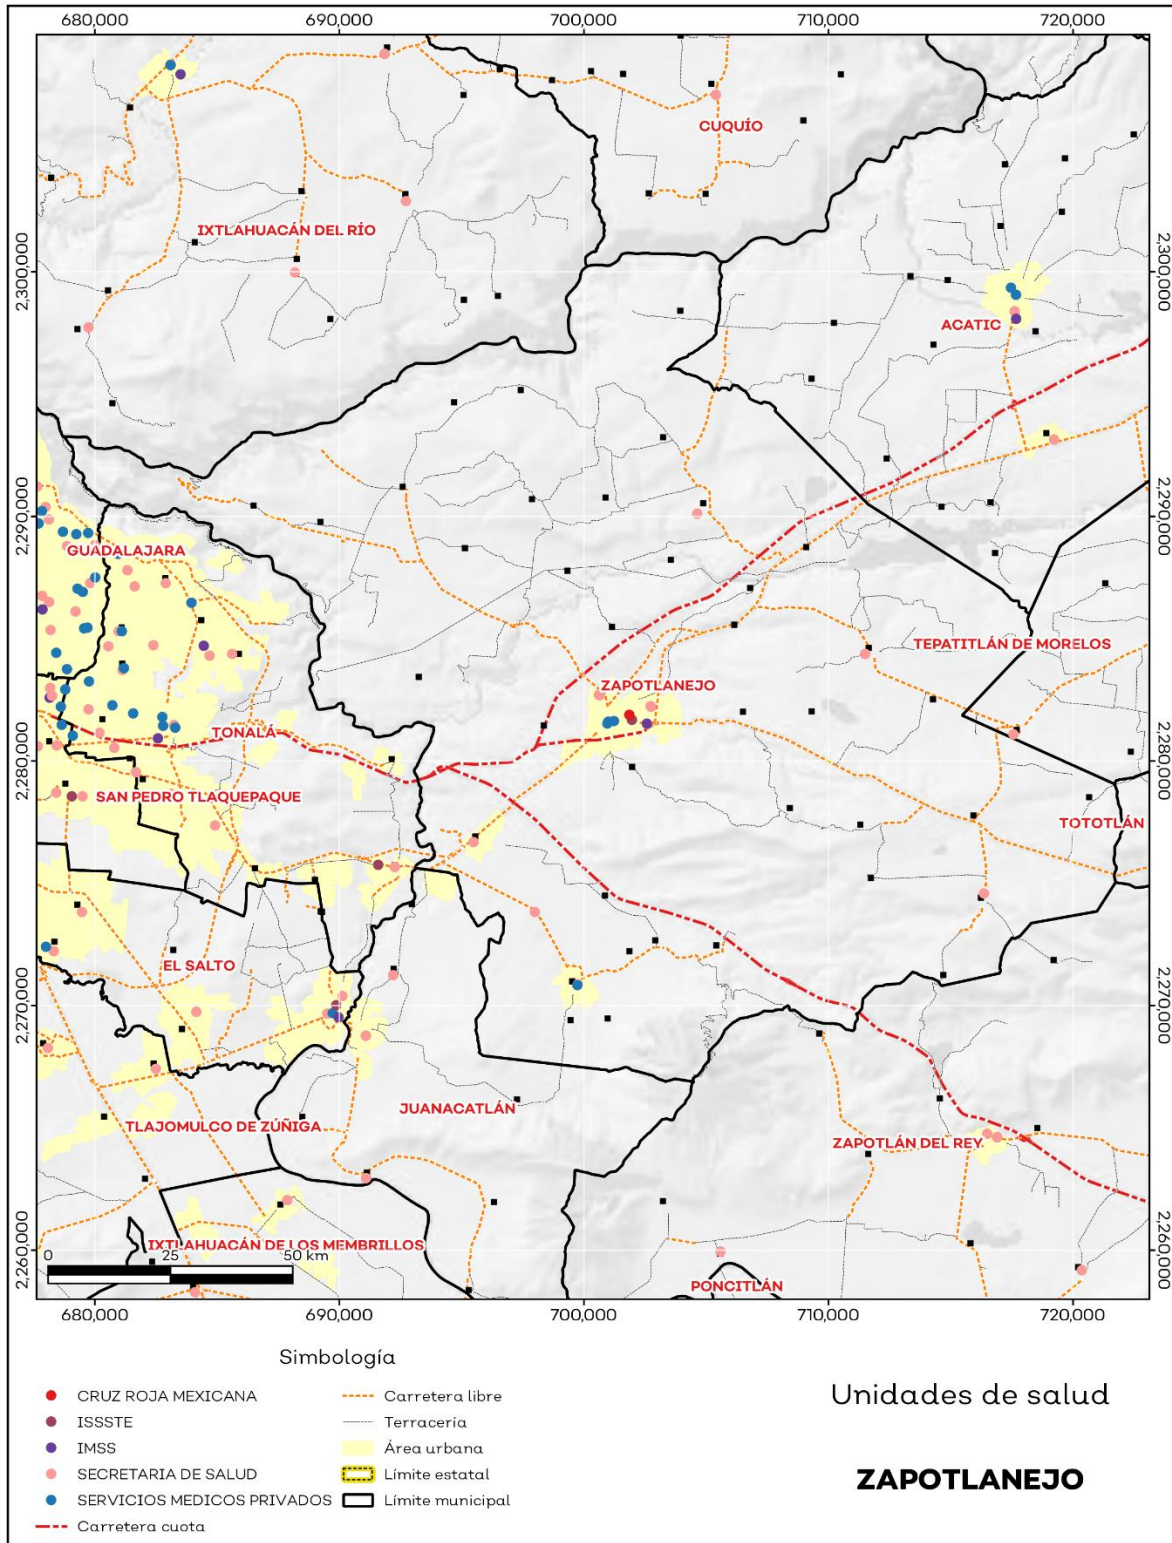 680,000
690,000
700,000
710,000
720,000
CUQUÍO
IXTLAHUACÁN DEL RÍO
2,300,000
2,300,000
ACATIC
2,290,000
2,290,000
GUADALAJARA
TEPATITLÁN DE MORELOS
ZAPOTLANEJO
TONALÁ
2,280,000
2,280,000
SAN PEDRO TLAQUEPAQUE
TOTOTLÁN
EL SALTO
2,270,000
2,270,000
JUANACATLÁN
TLAJOMULCO DE ZÚÑIGA
ZAPOTLÁN DEL REY
IXTLAHUACÁN DE LOS MEMBRILLOS
2,260,000
2,260,000
0 25 50 km
PONCITLÁN
680,000
690,000
700,000
710,000
720,000
Simbología
CRUZ ROJA MEXICANA
ISSSTE
IMSS
SECRETARIA DE SALUD
SERVICIOS MEDICOS PRIVADOS
Carretera cuota
Carretera libre
Terracería
Área urbana
Límite estatal
Límite municipal
Unidades de salud
ZAPOTLANEJO